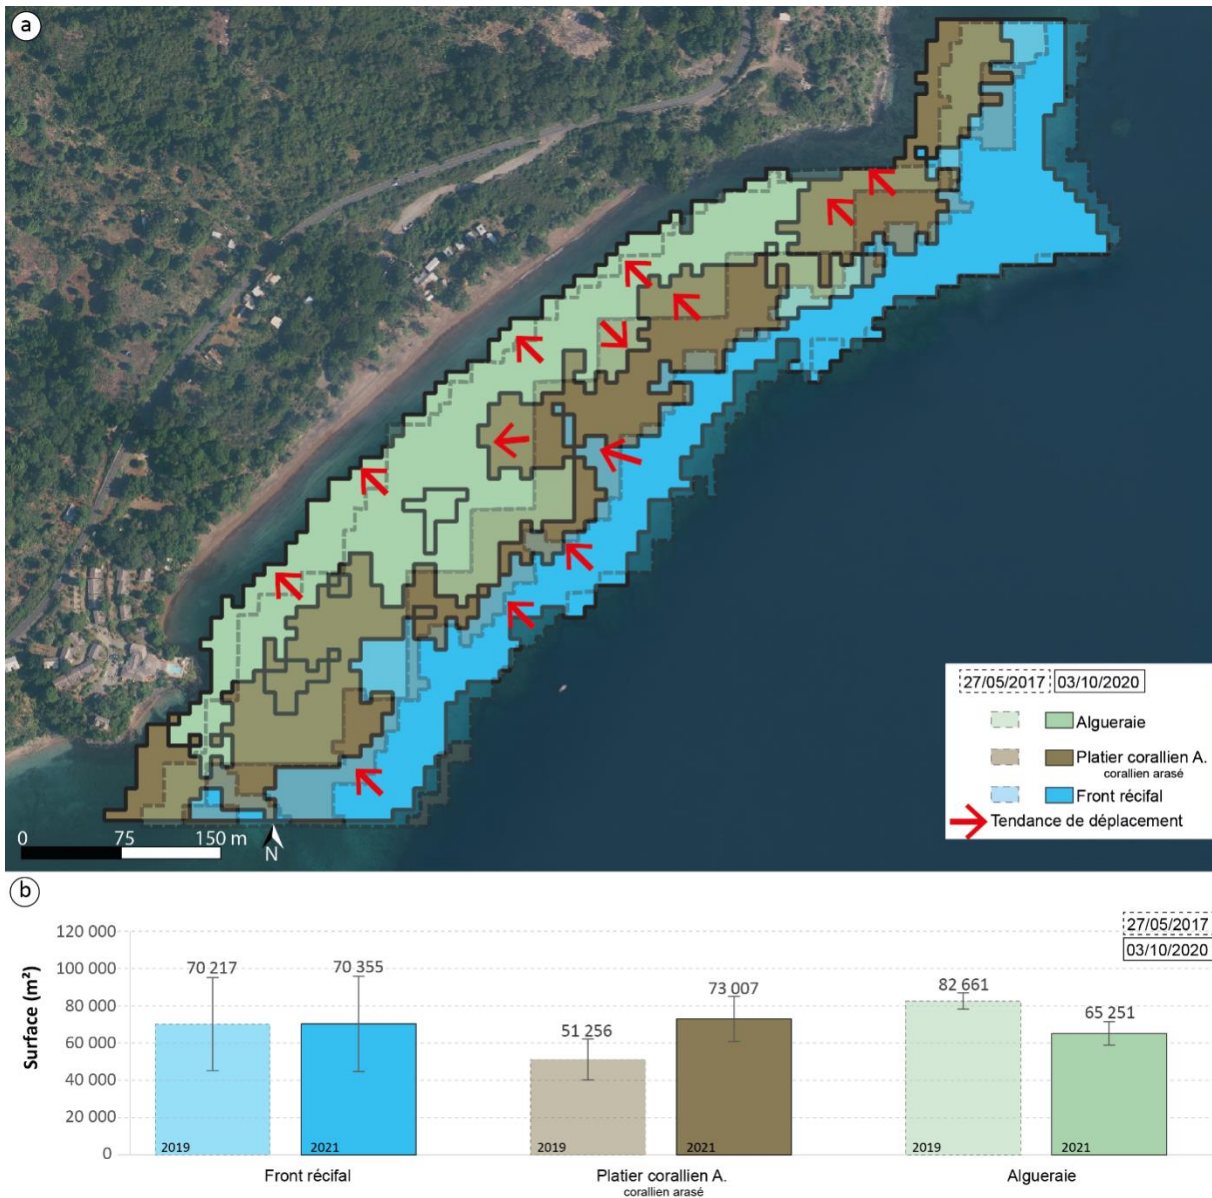 a
27/05/2017 03/10/2020
Algueraie
Platier corallien A.
corallien arasé
Front récifal
Tendance de déplacement
0 75 150 m
N
b
27/05/2017
03/10/2020
Surface (m²)
120 000
100 000
80 000
60 000
40 000
20 000
0
70 217
70 355
51 256
73 007
82 661
65 251
2019 2021 2019 2021 2019 2021
Front récifal Platier corallien A. Algueraie
corallien arasé